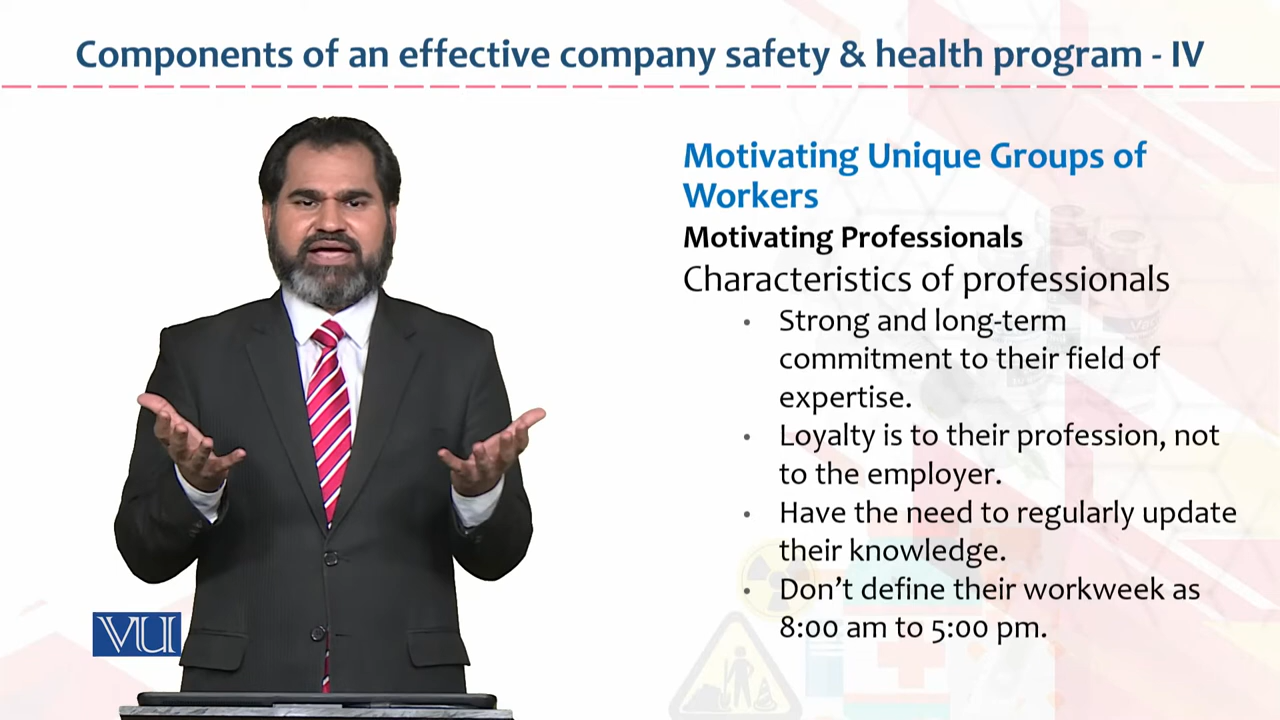 Components of an effective company safety & health program - IV
Motivating Unique Groups of
Workers
Motivating Professionals
Characteristics of professionals
• Strong and long-term
commitment to their field of
expertise.
• Loyalty is to their profession, not
to the employer.
• Have the need to regularly update
their knowledge.
• Don’t define their workweek as
8:00 am to 5:00 pm.
VU